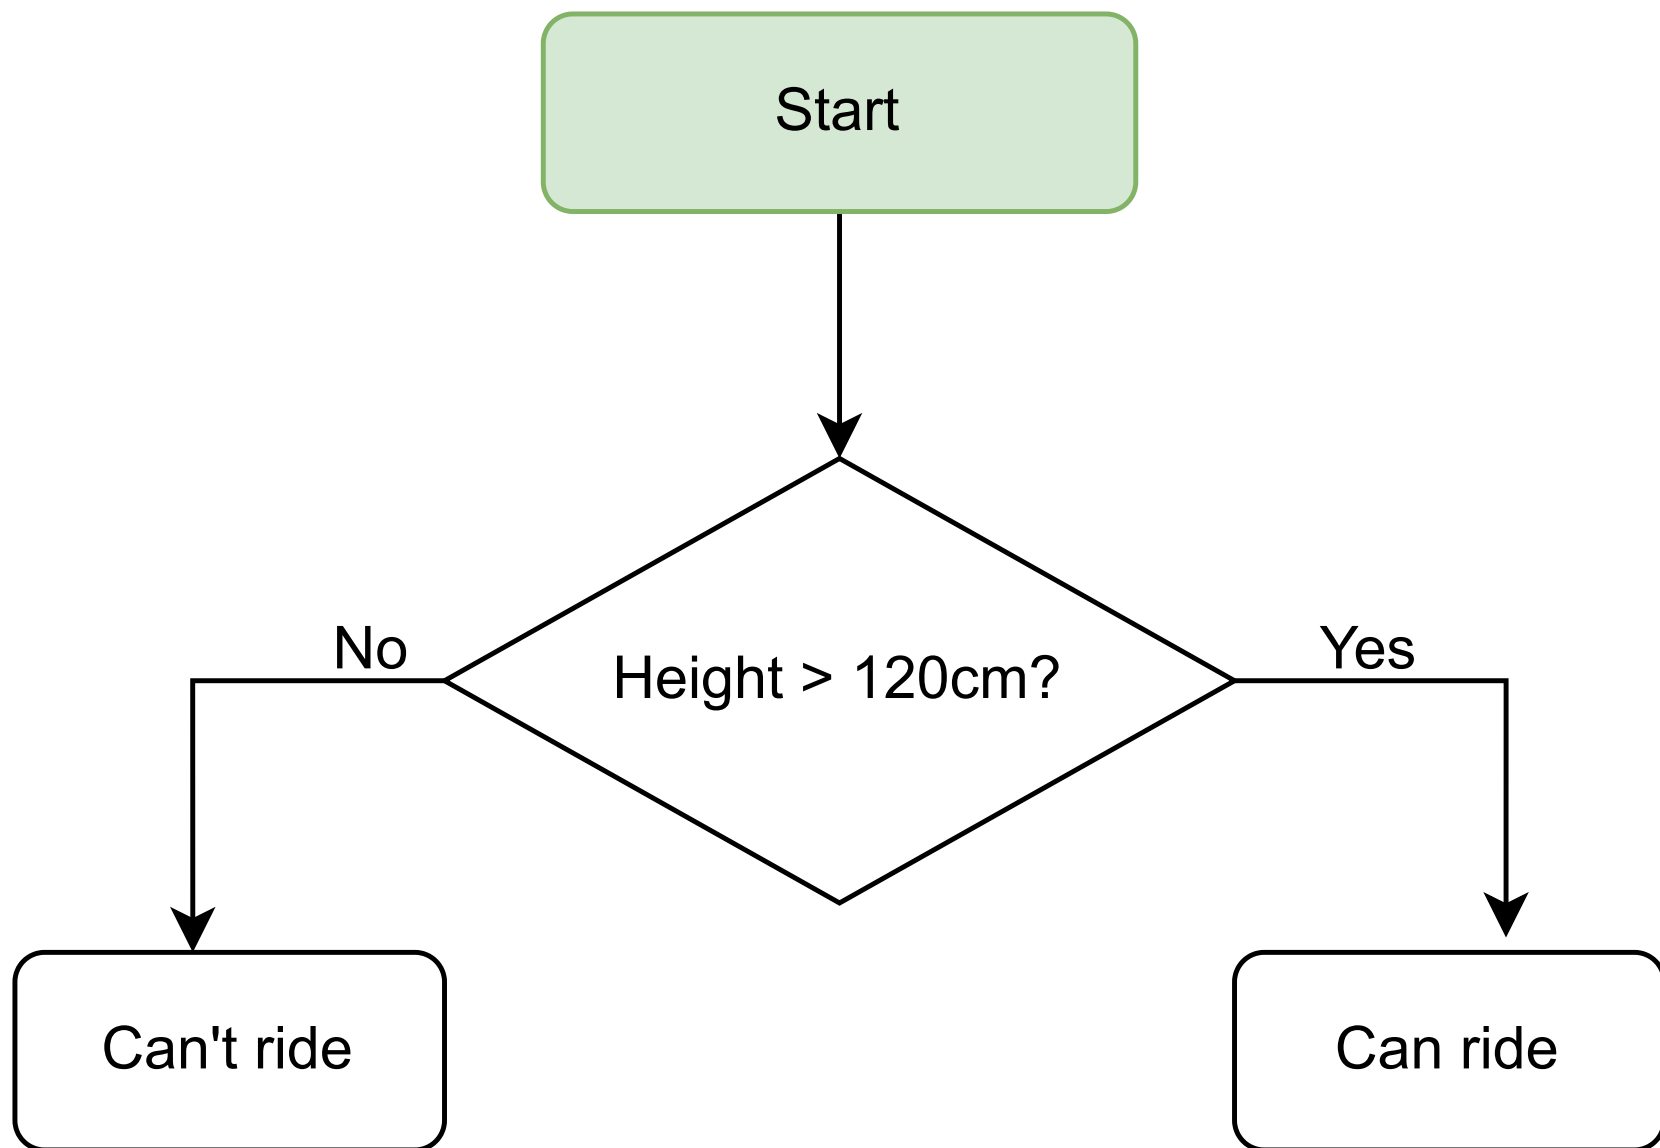 Start
No
Height > 120cm?
Yes
Can't ride
Can ride